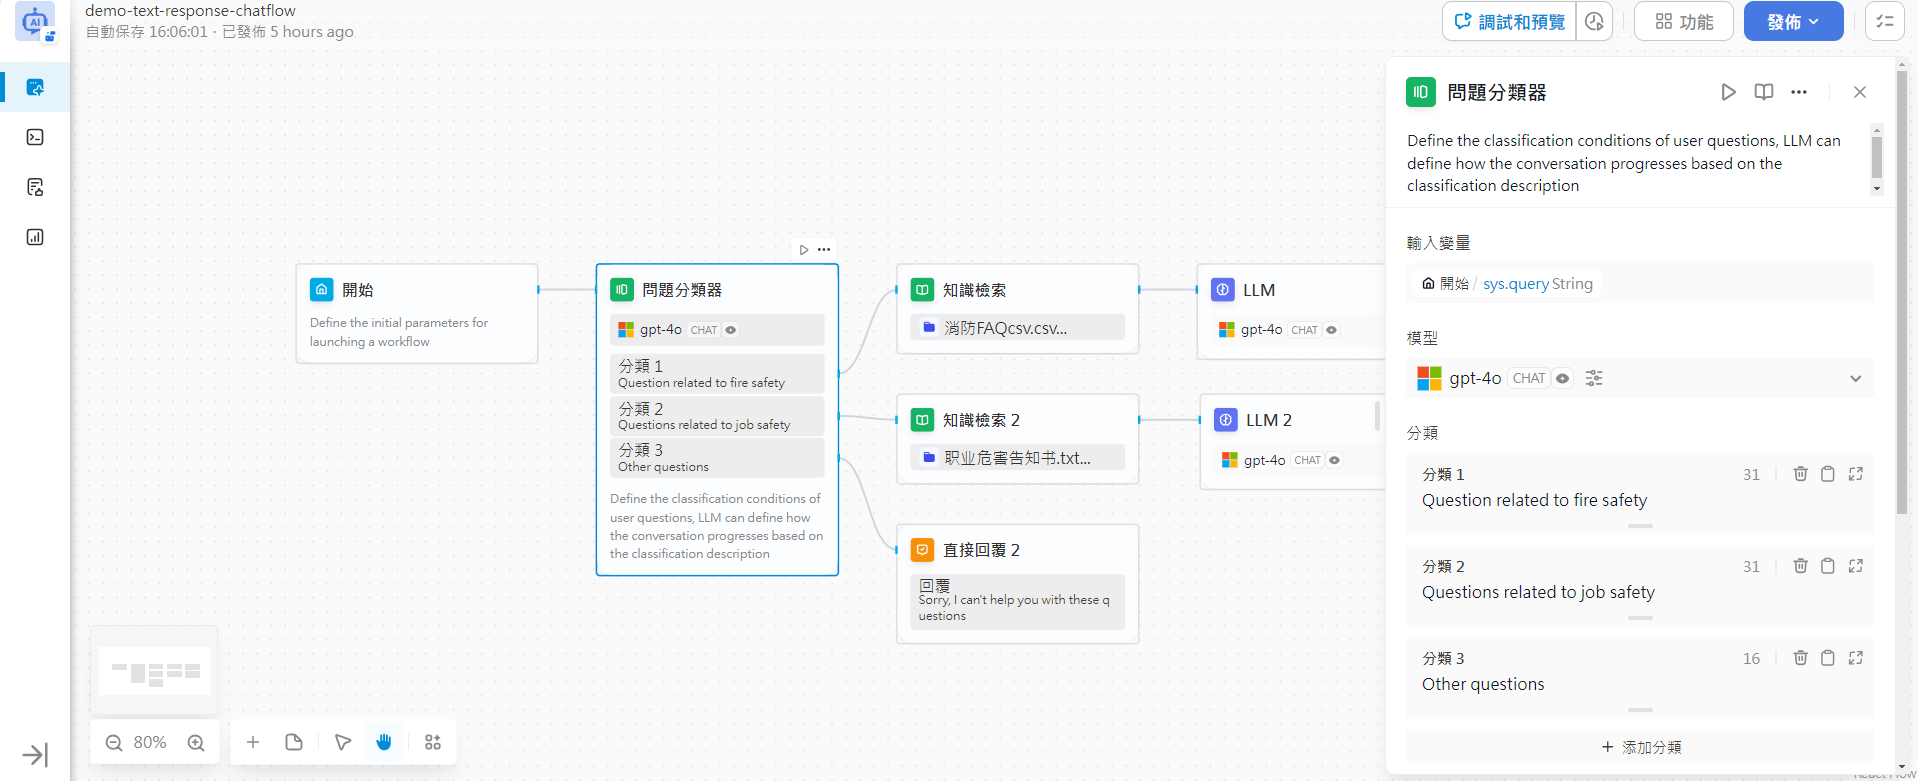 demo-text-response-chatflow
自動保存 16:06:01 · 已發佈 5 hours ago
調試和預覽
功能
發佈
開始
Define the initial parameters for
launching a workflow
問題分類器
gpt-4o CHAT
分類 1
Question related to fire safety
分類 2
Questions related to job safety
分類 3
Other questions
Define the classification conditions of
user questions, LLM can define how
the conversation progresses based on
the classification description
知識檢索
消防FAQcsv.csv...
知識檢索 2
职业危害告知书.txt...
直接回覆 2
回覆
Sorry, I can't help you with these q
uestions
LLM
gpt-4o CHAT
LLM 2
gpt-4o CHAT
問題分類器
Define the classification conditions of user questions, LLM can
define how the conversation progresses based on the
classification description
輸入變量
開始 / sys.query String
模型
gpt-4o CHAT
分類
分類 1 31
Question related to fire safety
分類 2 31
Questions related to job safety
分類 3 16
Other questions
+ 添加分類
80%
React Flow